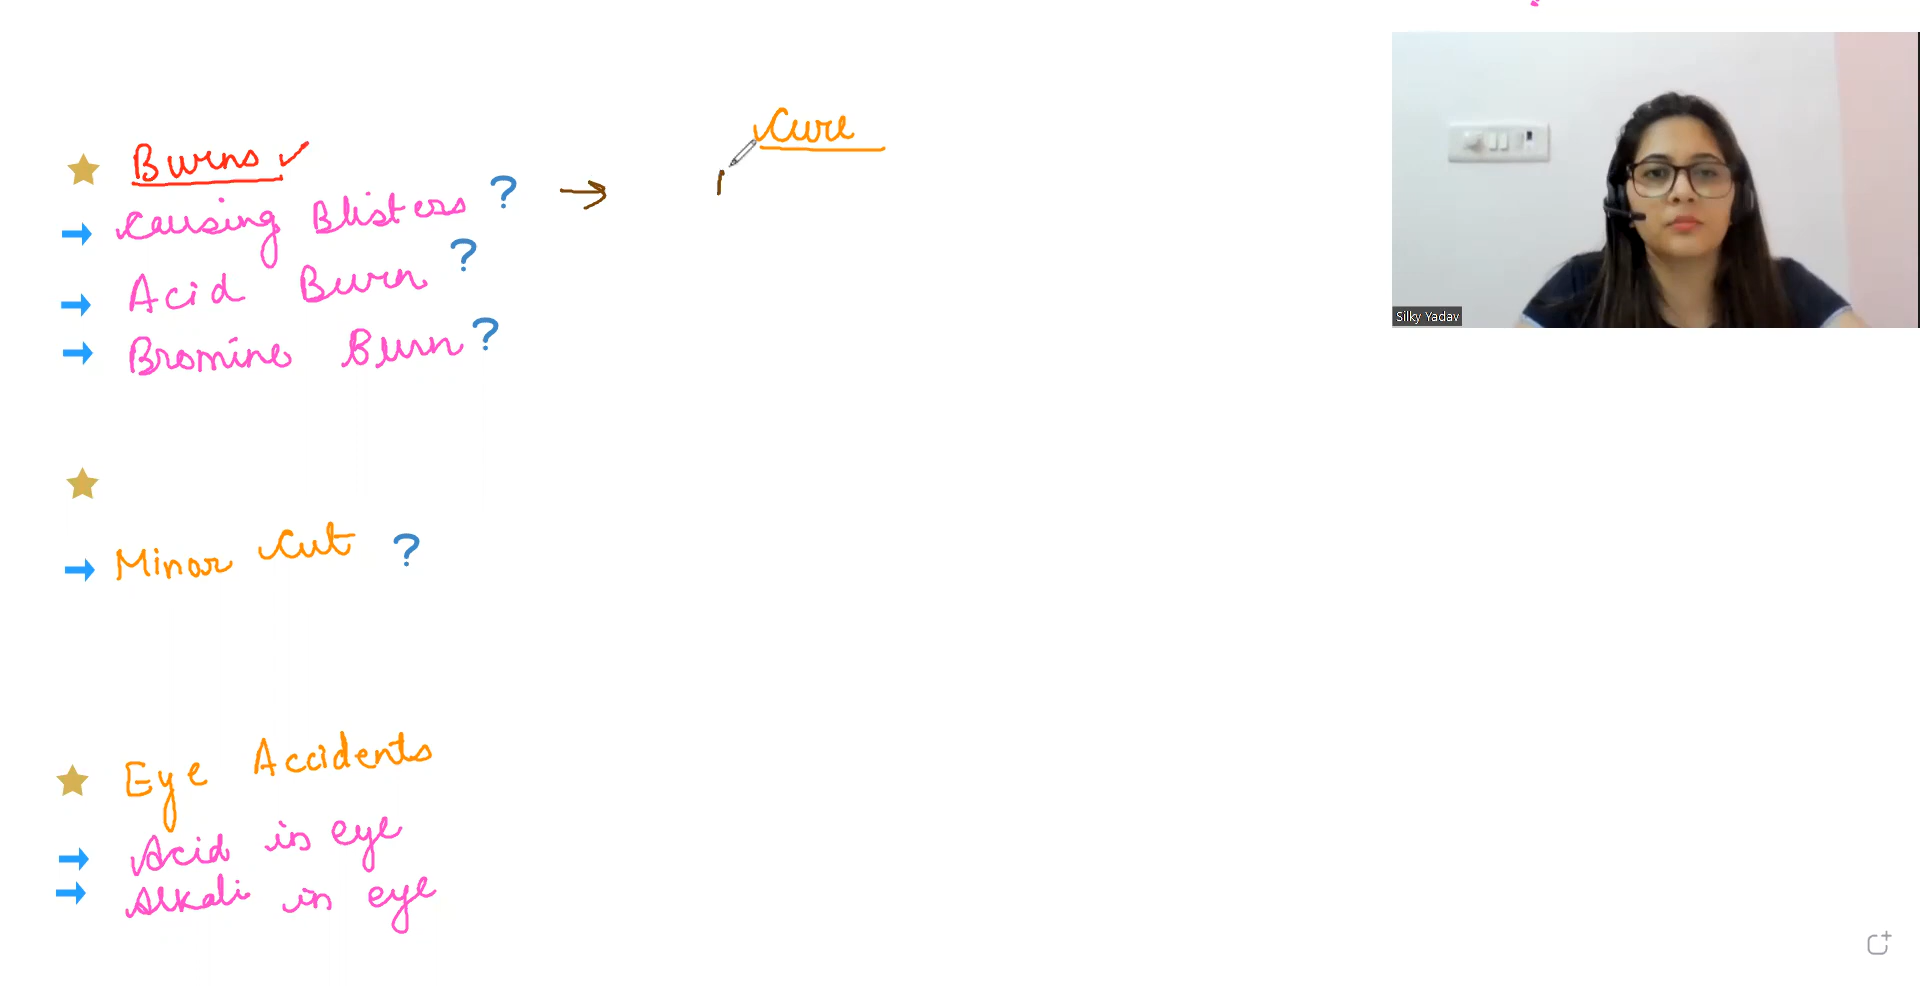 Cure
Burns
Causing Blisters ?
Acid Burn ?
Bromine Burn ?
Minor Cut ?
Eye Accidents
Acid in eye
Alkali in eye
Silky Yadav